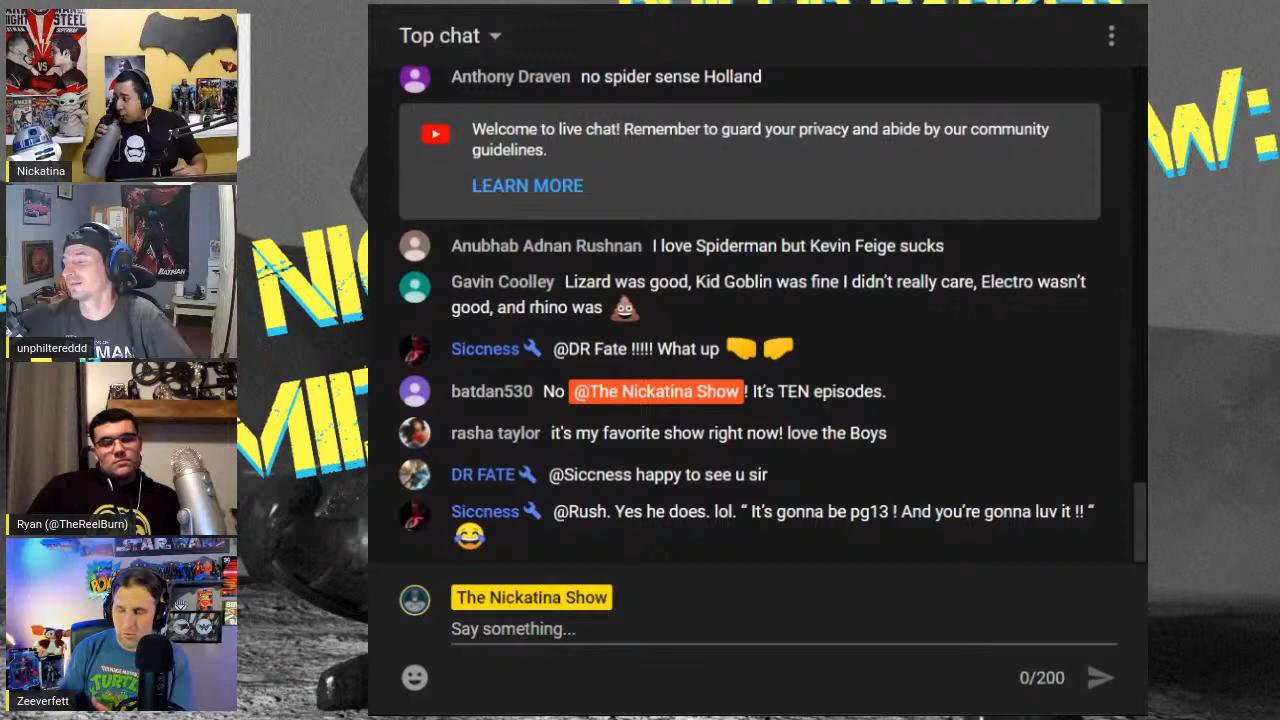 Nickatina
BATMAN
unphiltereddd
MAN
Ryan (@TheReelBurn)
TEENAGE MUTANT
TURTLES
Zeeverfett
Top chat
Anthony Draven no spider sense Holland
Welcome to live chat! Remember to guard your privacy and abide by our community
guidelines.
LEARN MORE
Anubhab Adnan Rushnan I love Spiderman but Kevin Feige sucks
Gavin Coolley Lizard was good, Kid Goblin was fine I didn't really care, Electro wasn't
good, and rhino was 💩
Siccness @DR Fate !!!!! What up 🤜 🤛
batdan530 No @The Nickatina Show! It's TEN episodes.
rasha taylor it's my favorite show right now! love the Boys
DR FATE @Siccness happy to see u sir
Siccness @Rush. Yes he does. lol. “ It's gonna be pg13 ! And you're gonna luv it !! “
😂
The Nickatina Show
Say something...
0/200